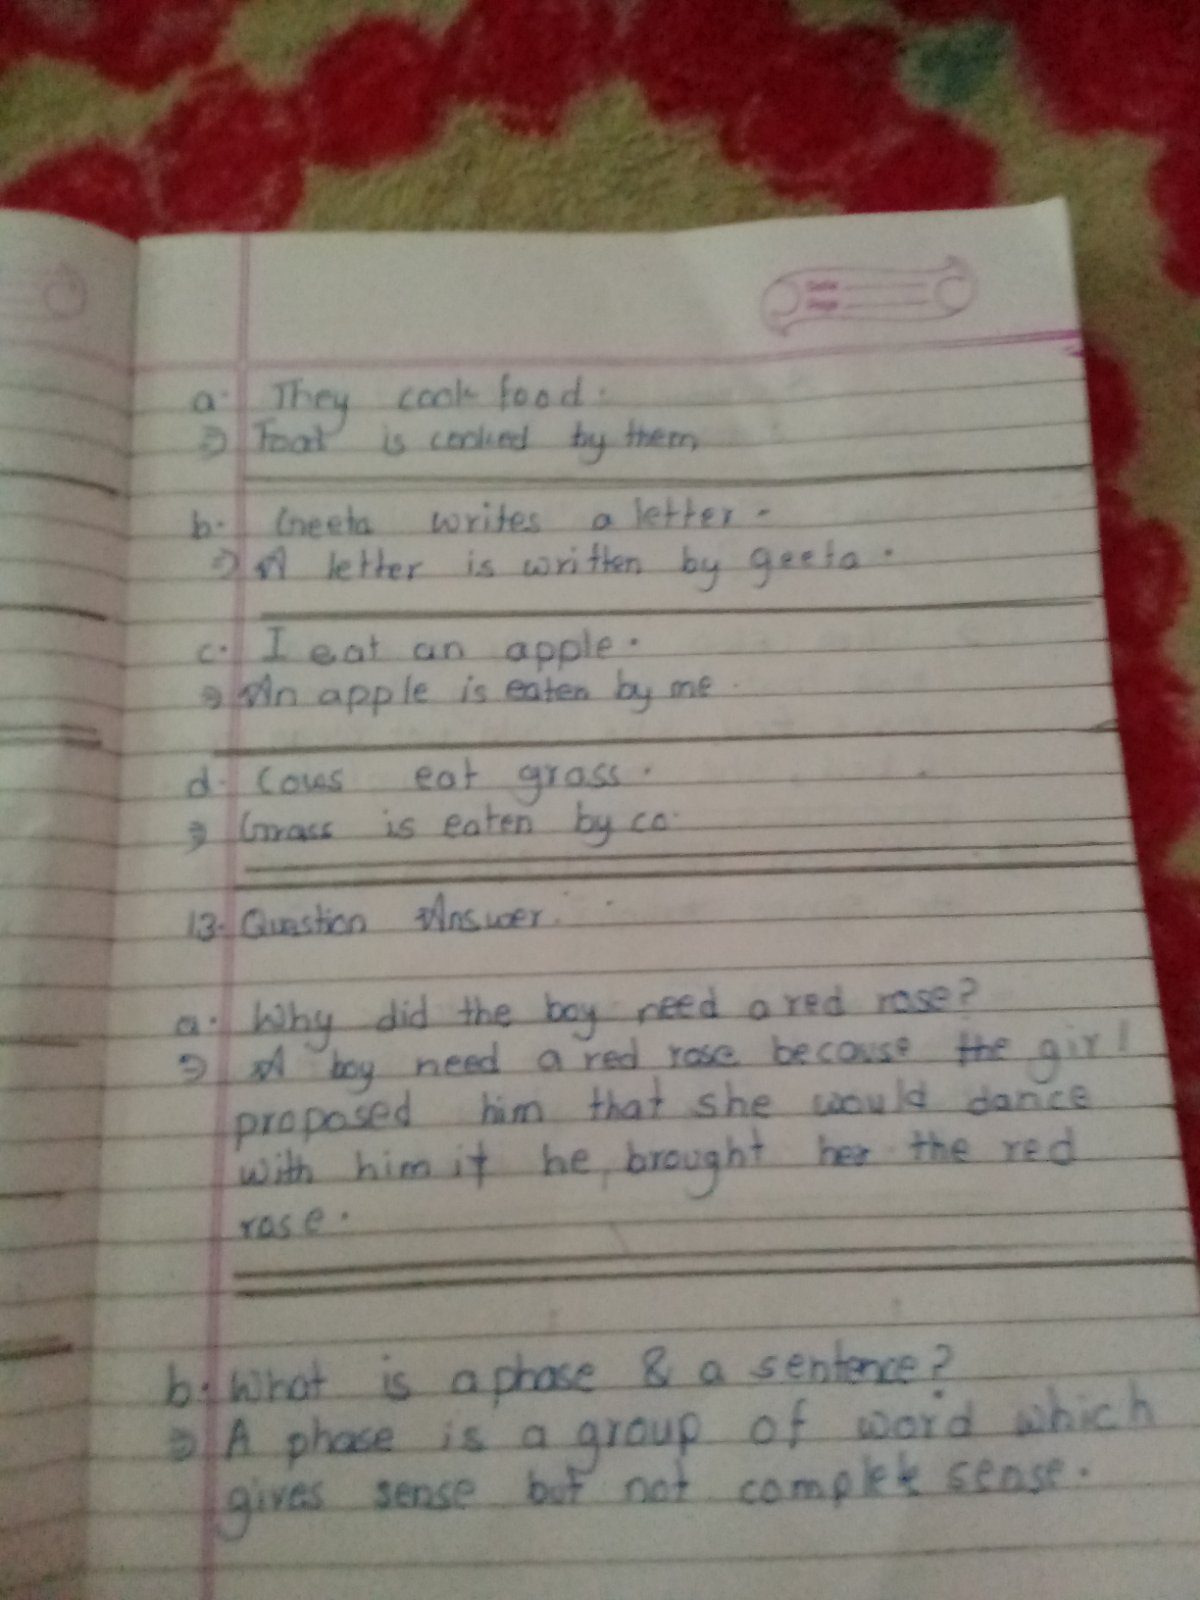 Date
Page
a. They cook food.
⇒ Foot is cooked by them
b. Geeta writes a letter.
⇒ A letter is written by geeta.
c. I eat an apple.
⇒ An apple is eaten by me.
d. Cows eat grass.
⇒ Grass is eaten by co.
13. Question Answer.
a. Why did the boy need a red rose?
⇒ A boy need a red rose because the girl
proposed him that she would dance
with him if he, brought her the red
rose.
b. What is a phase & a sentence?
⇒ A phase is a group of word which
gives sense but not complete sense.